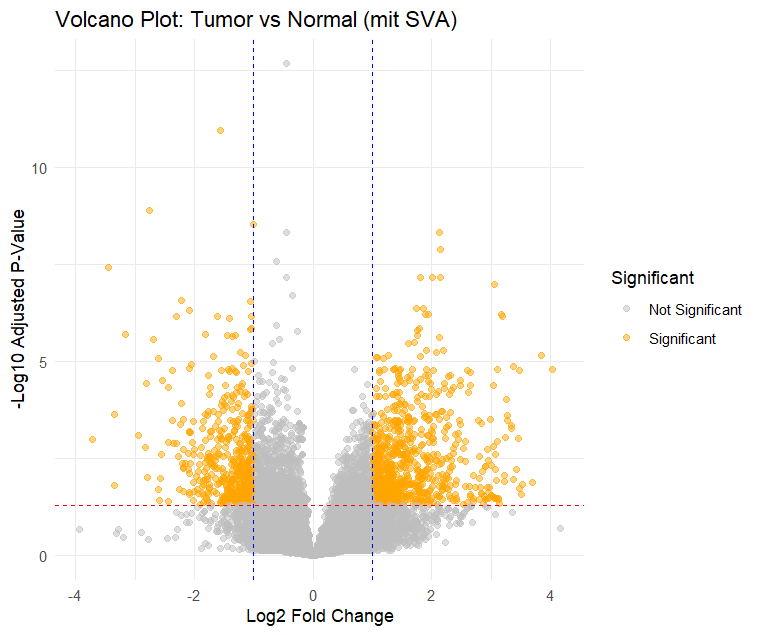 Volcano Plot: Tumor vs Normal (mit SVA)
-Log10 Adjusted P-Value
10
5
0
-4 -2 0 2 4
Log2 Fold Change
Significant
Not Significant
Significant